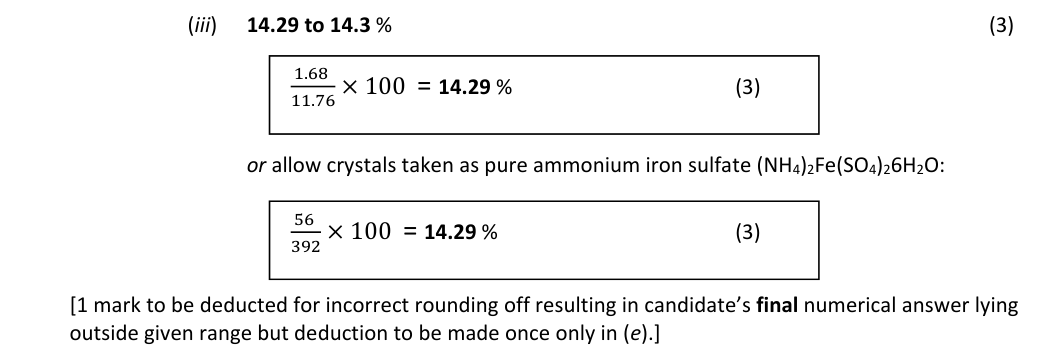 (iii) 14.29 to 14.3 % (3)
1.68/11.76 × 100 = 14.29 % (3)
or allow crystals taken as pure ammonium iron sulfate (NH₄)₂Fe(SO₄)₂6H₂O:
56/392 × 100 = 14.29 % (3)
[1 mark to be deducted for incorrect rounding off resulting in candidate’s final numerical answer lying
outside given range but deduction to be made once only in (e).]